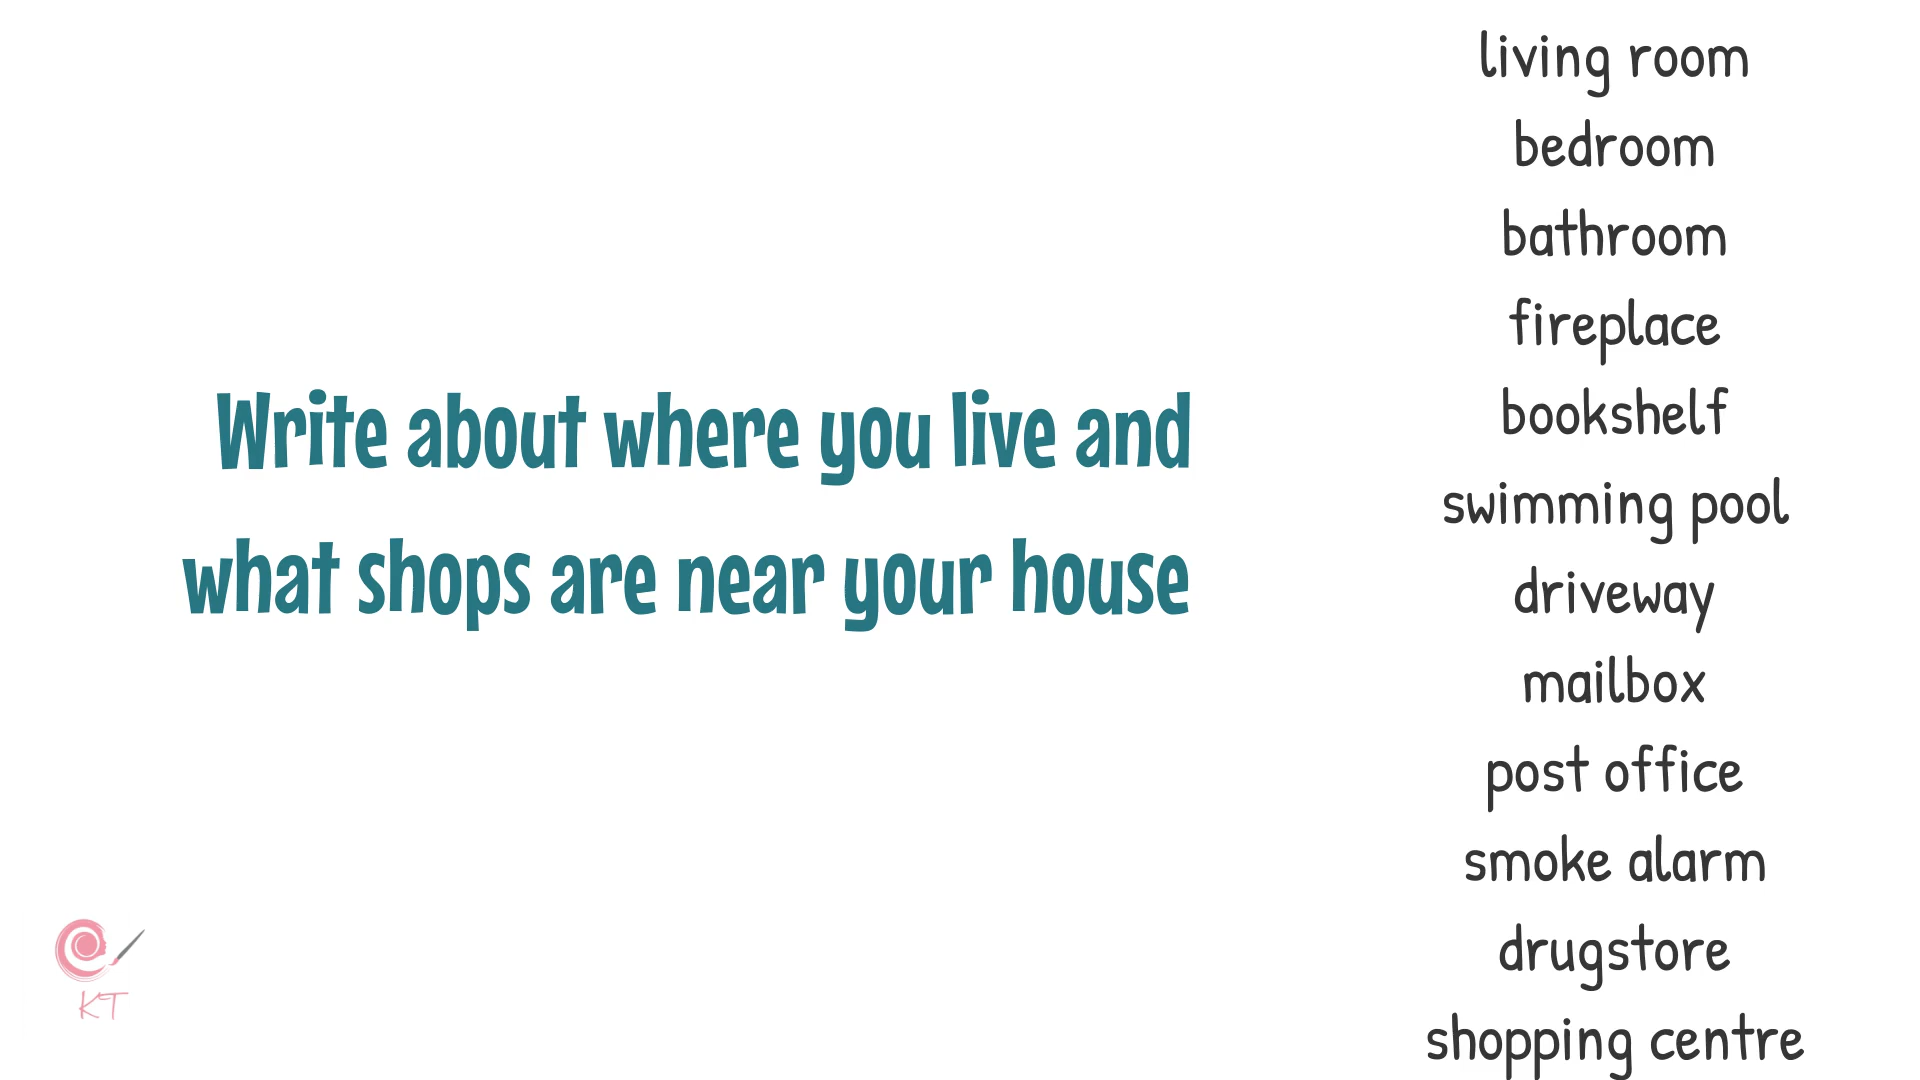 Write about where you live and
what shops are near your house
living room
bedroom
bathroom
fireplace
bookshelf
swimming pool
driveway
mailbox
post office
smoke alarm
drugstore
shopping centre
KT